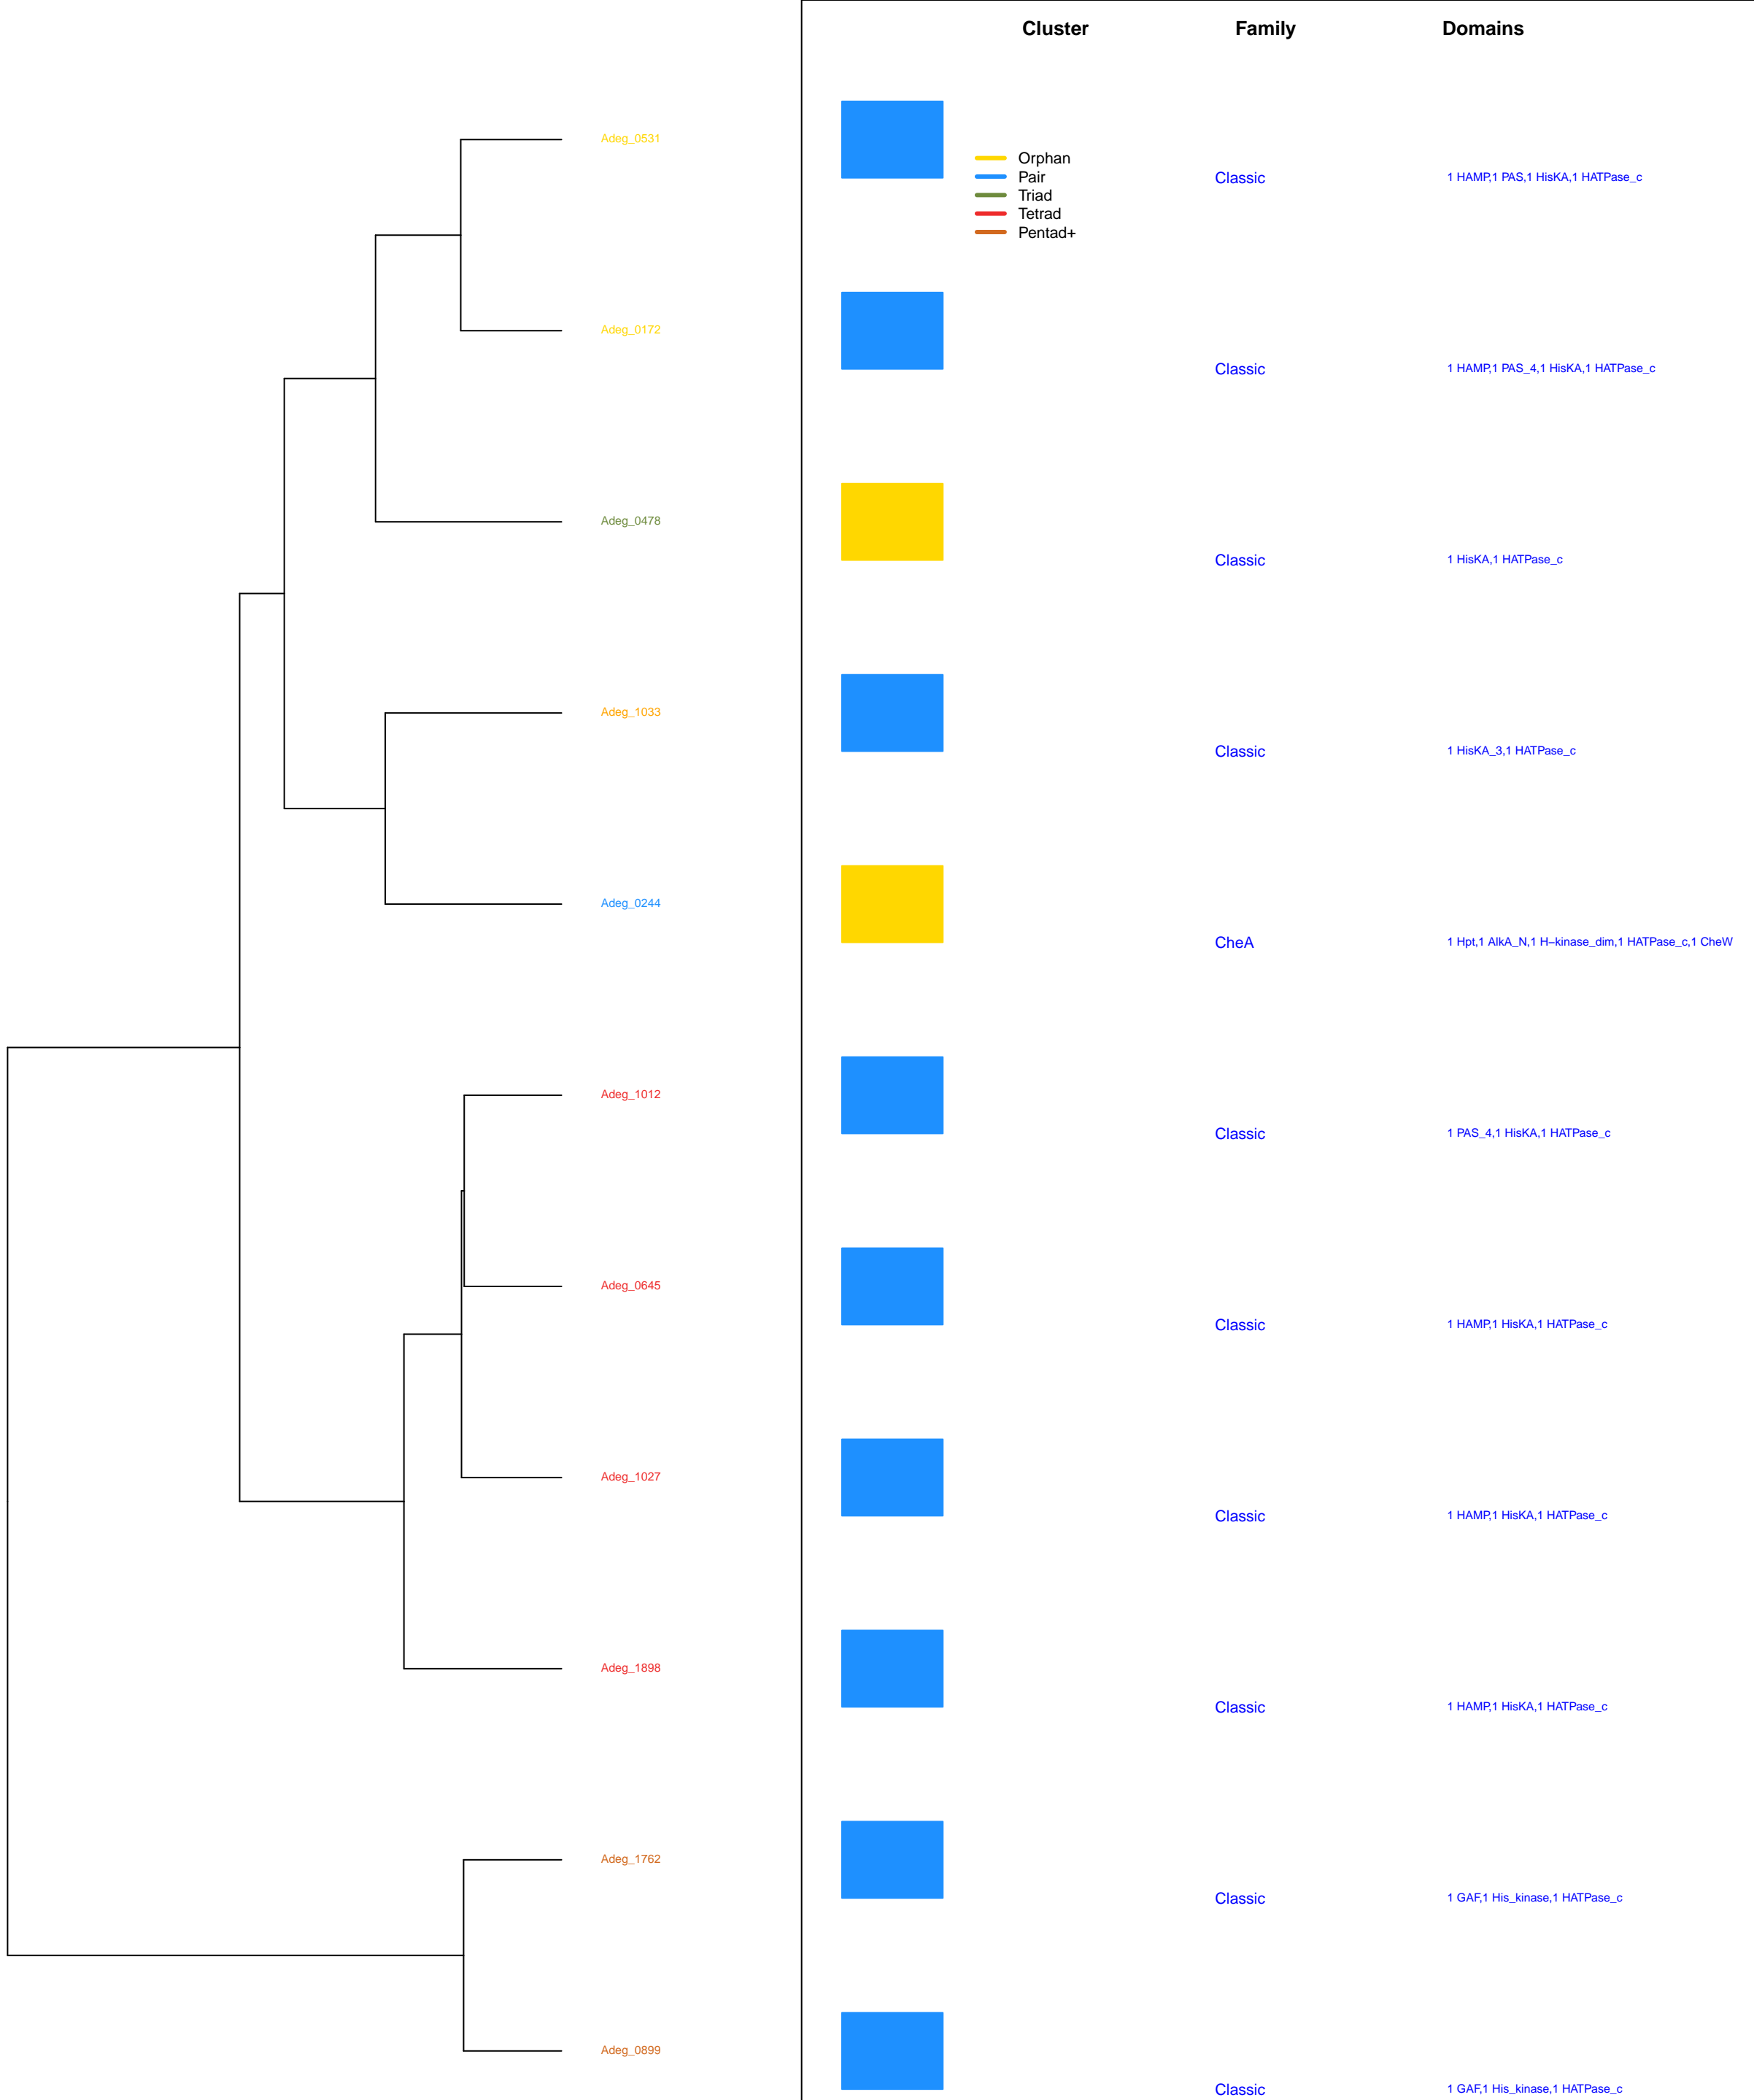 Cluster Family Domains
Adeg_0531
Orphan
Pair
Triad
Tetrad
Pentad+
Classic 1 HAMP,1 PAS,1 HisKA,1 HATPase_c
Adeg_0172
Classic 1 HAMP,1 PAS_4,1 HisKA,1 HATPase_c
Adeg_0478
Classic 1 HisKA,1 HATPase_c
Adeg_1033
Classic 1 HisKA_3,1 HATPase_c
Adeg_0244
CheA 1 Hpt,1 AlkA_N,1 H−kinase_dim,1 HATPase_c,1 CheW
Adeg_1012
Classic 1 PAS_4,1 HisKA,1 HATPase_c
Adeg_0645
Classic 1 HAMP,1 HisKA,1 HATPase_c
Adeg_1027
Classic 1 HAMP,1 HisKA,1 HATPase_c
Adeg_1898
Classic 1 HAMP,1 HisKA,1 HATPase_c
Adeg_1762
Classic 1 GAF,1 His_kinase,1 HATPase_c
Adeg_0899
Classic 1 GAF,1 His_kinase,1 HATPase_c